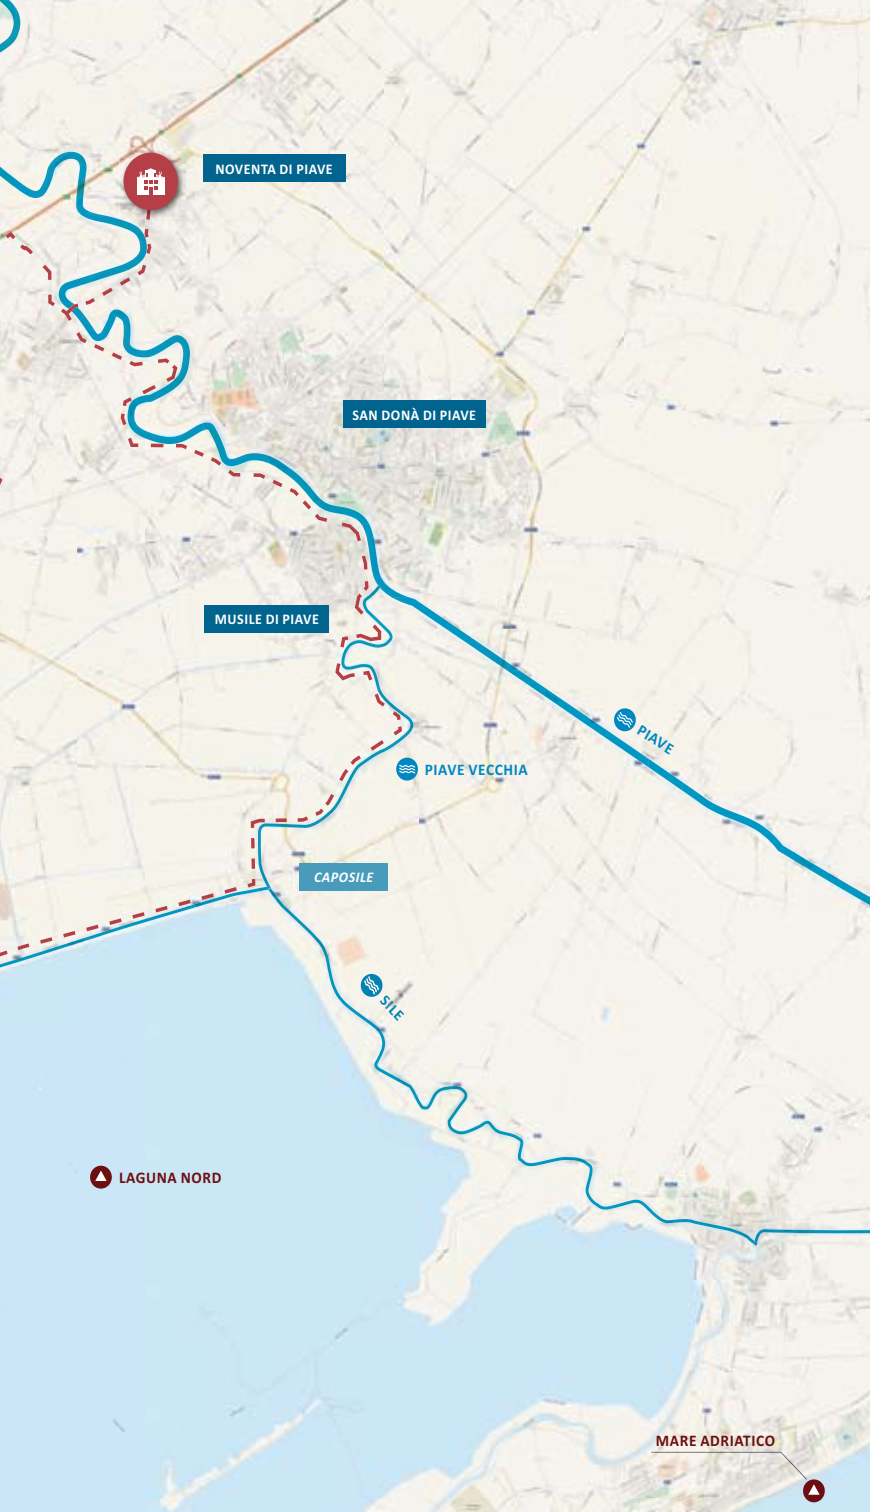 NOVENTA DI PIAVE
SAN DONÀ DI PIAVE
MUSILE DI PIAVE
PIAVE
PIAVE VECCHIA
CAPOSILE
SILE
LAGUNA NORD
MARE ADRIATICO